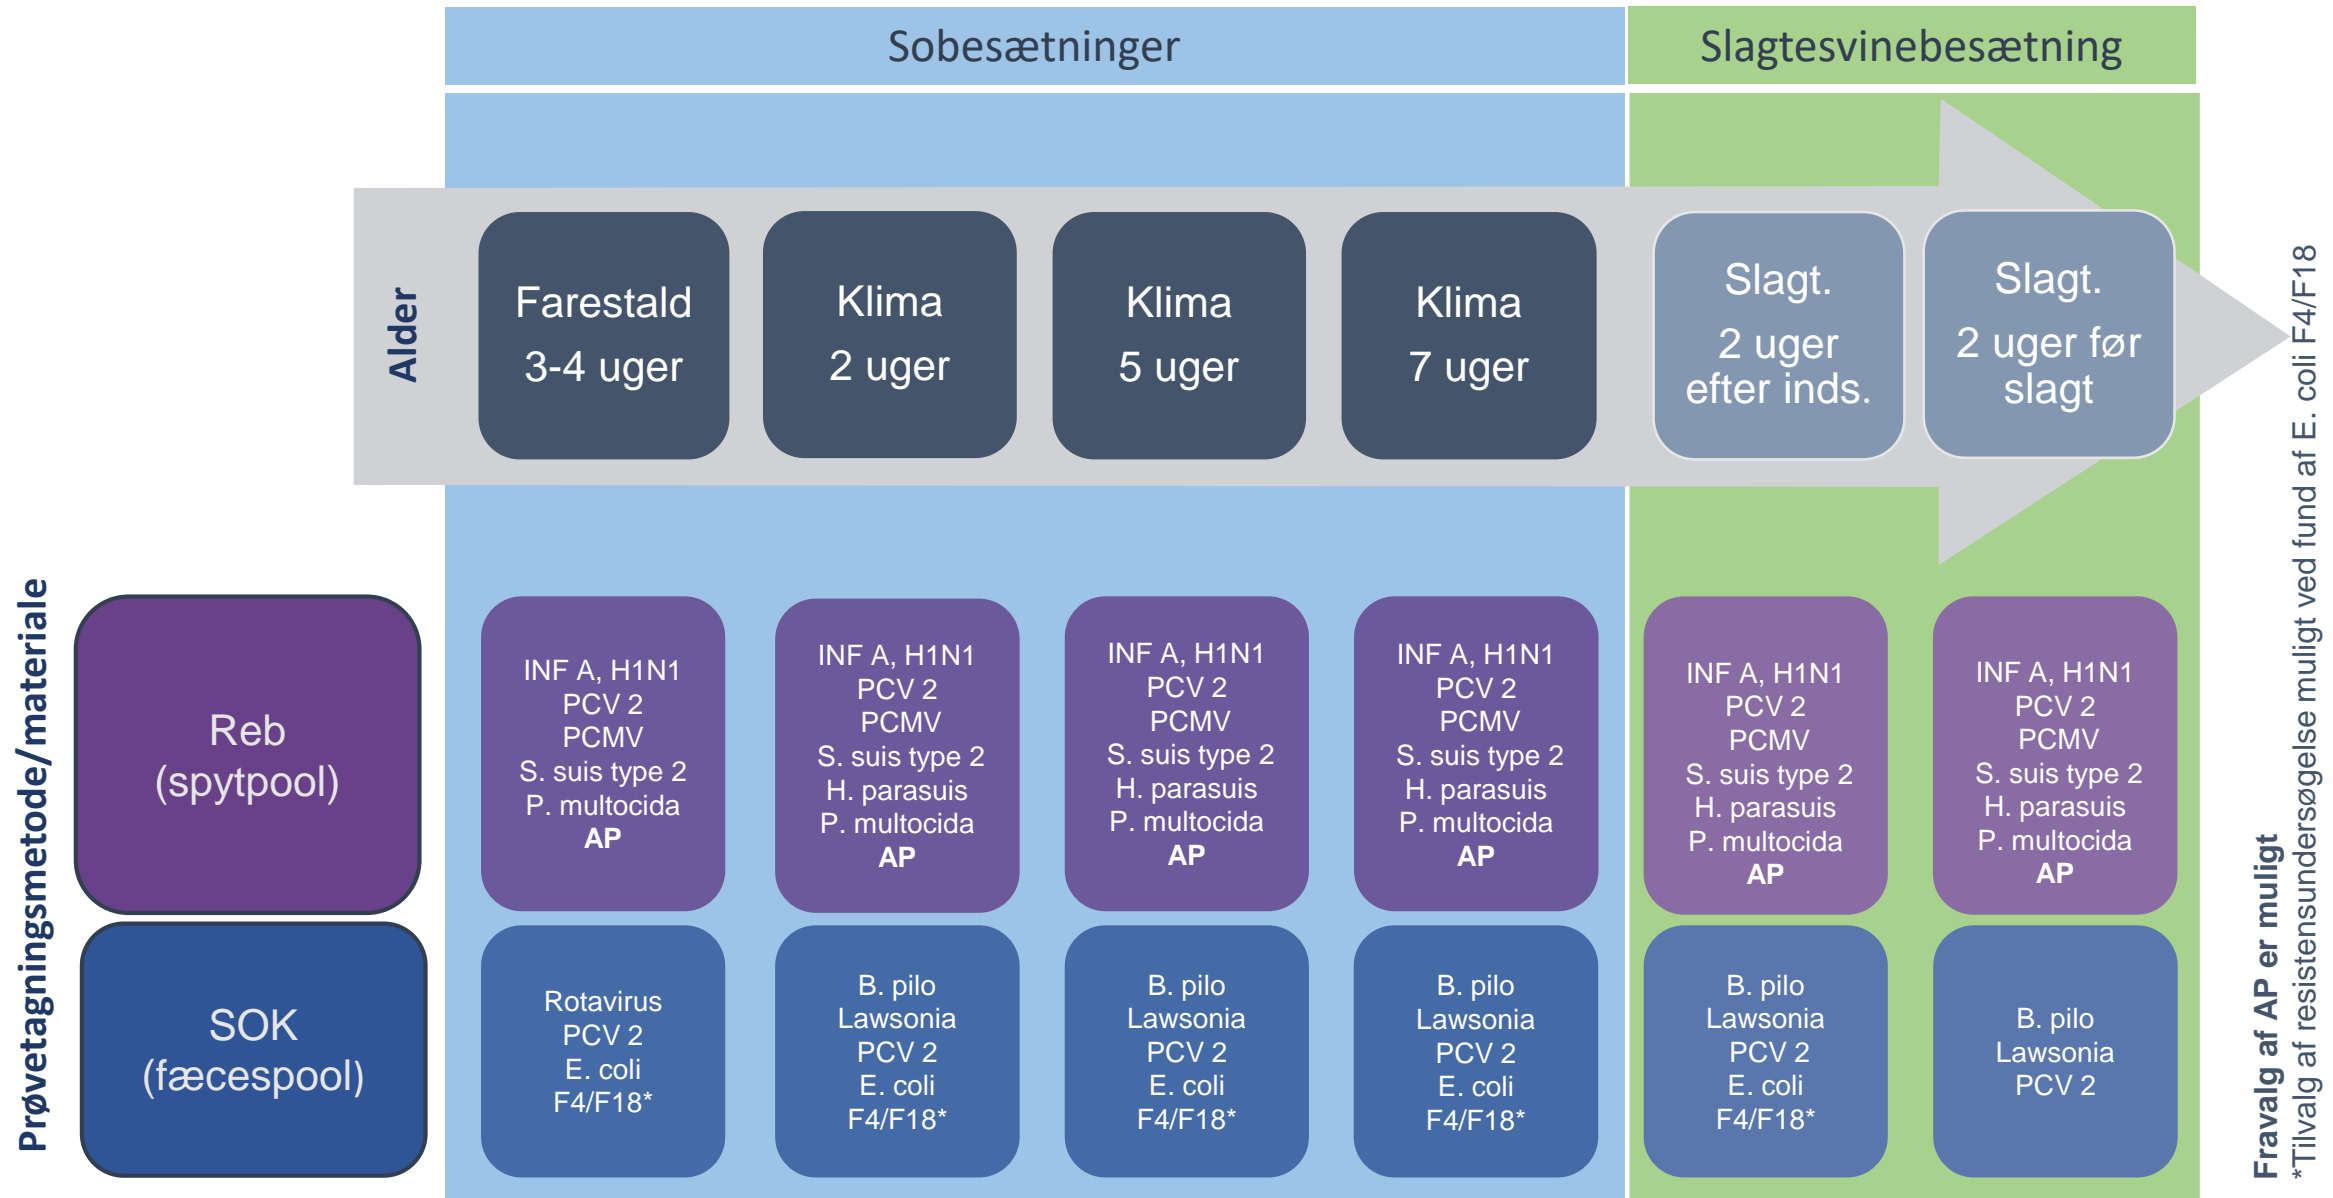 Sobesætninger
Slagtesvinebesætning
Alder
Farestald
3-4 uger
Klima
2 uger
Klima
5 uger
Klima
7 uger
Slagt.
2 uger
efter inds.
Slagt.
2 uger før
slagt
Prøvetagningsmetode/materiale
Reb
(spytpool)
INF A, H1N1
PCV 2
PCMV
S. suis type 2
P. multocida
AP
INF A, H1N1
PCV 2
PCMV
S. suis type 2
H. parasuis
P. multocida
AP
INF A, H1N1
PCV 2
PCMV
S. suis type 2
H. parasuis
P. multocida
AP
INF A, H1N1
PCV 2
PCMV
S. suis type 2
H. parasuis
P. multocida
AP
INF A, H1N1
PCV 2
PCMV
S. suis type 2
H. parasuis
P. multocida
AP
INF A, H1N1
PCV 2
PCMV
S. suis type 2
H. parasuis
P. multocida
AP
SOK
(fæcespool)
Rotavirus
PCV 2
E. coli
F4/F18*
B. pilo
Lawsonia
PCV 2
E. coli
F4/F18*
B. pilo
Lawsonia
PCV 2
E. coli
F4/F18*
B. pilo
Lawsonia
PCV 2
E. coli
F4/F18*
B. pilo
Lawsonia
PCV 2
E. coli
F4/F18*
B. pilo
Lawsonia
PCV 2
Fravalg af AP er muligt
*Tilvalg af resistensundersøgelse muligt ved fund af E. coli F4/F18